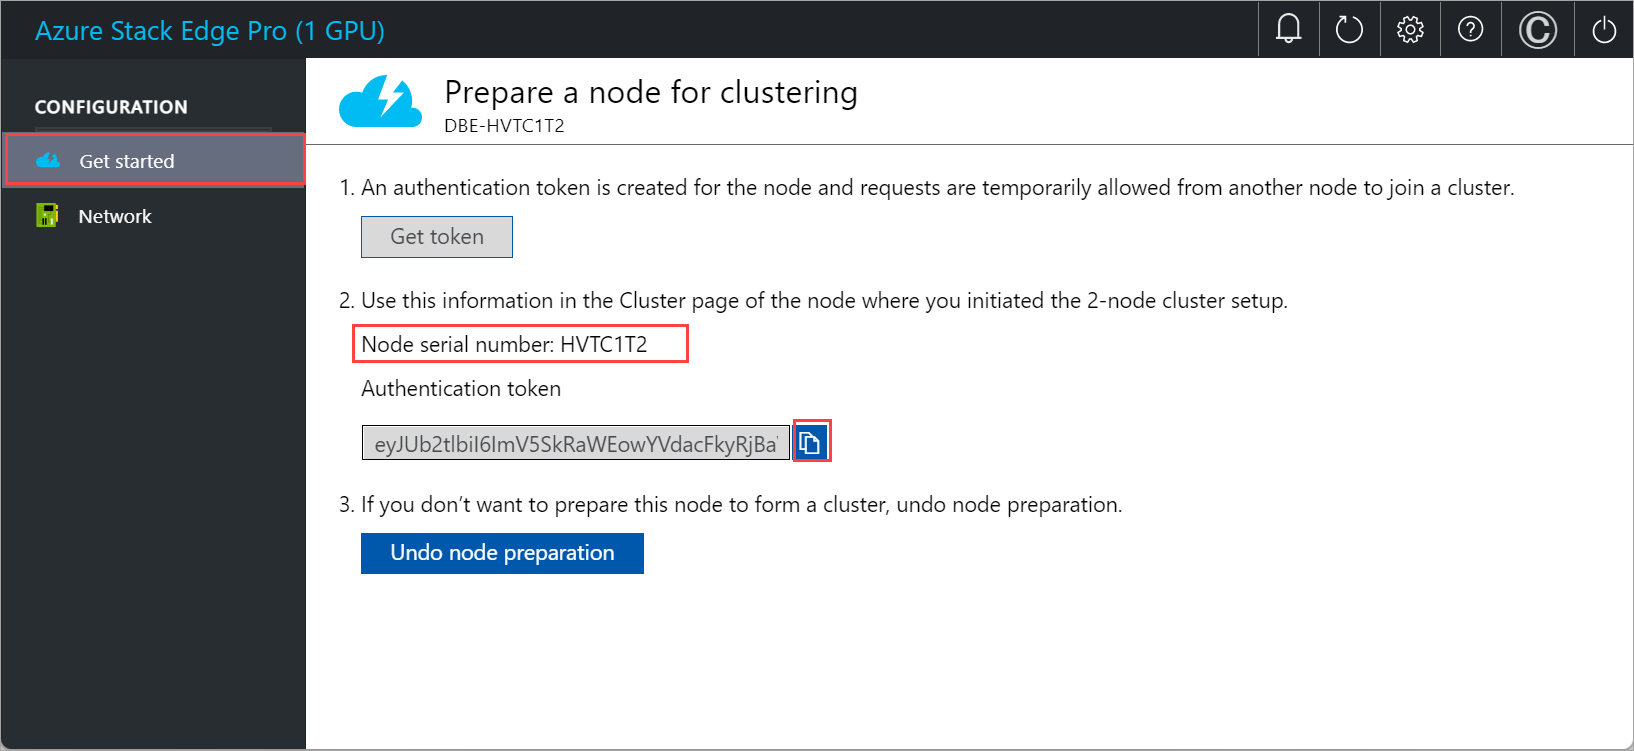 Azure Stack Edge Pro (1 GPU)
CONFIGURATION
Get started
Network
Prepare a node for clustering
DBE-HVTC1T2
1. An authentication token is created for the node and requests are temporarily allowed from another node to join a cluster.
Get token
2. Use this information in the Cluster page of the node where you initiated the 2-node cluster setup.
Node serial number: HVTC1T2
Authentication token
eyJUb2tlbiI6ImV5SkRaWEowYVdacFkyRjBa
3. If you don’t want to prepare this node to form a cluster, undo node preparation.
Undo node preparation